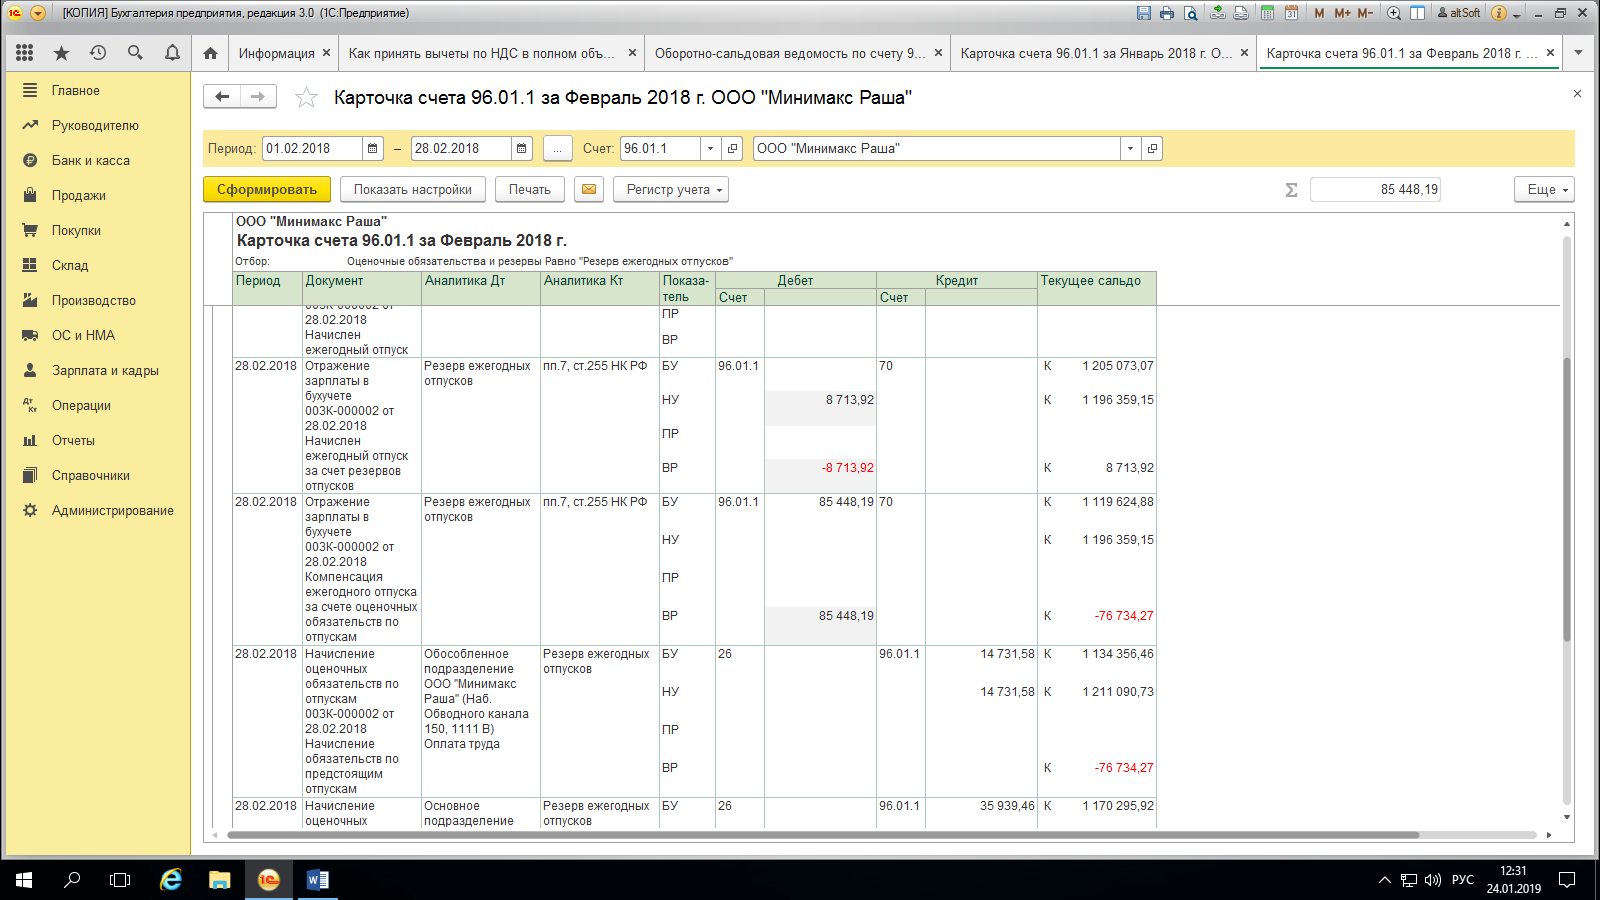 [КОПИЯ] Бухгалтерия предприятия, редакция 3.0 (1С:Предприятие)
M M+ M- altSoft
Информация
Как принять вычеты по НДС в полном объ...
Оборотно-сальдовая ведомость по счету 9...
Карточка счета 96.01.1 за Январь 2018 г. О...
Карточка счета 96.01.1 за Февраль 2018 г. ...
Главное
Руководителю
Банк и касса
Продажи
Покупки
Склад
Производство
ОС и НМА
Зарплата и кадры
Операции
Отчеты
Справочники
Администрирование
Карточка счета 96.01.1 за Февраль 2018 г. ООО "Минимакс Раша"
Период: 01.02.2018 – 28.02.2018 ... Счет: 96.01.1 ООО "Минимакс Раша"
Сформировать Показать настройки Печать Регистр учета Σ 85 448,19 Еще
ООО "Минимакс Раша"
Карточка счета 96.01.1 за Февраль 2018 г.
Отбор: Оценочные обязательства и резервы Равно "Резерв ежегодных отпусков"
Период Документ Аналитика Дт Аналитика Кт Показа- Дебет Кредит Текущее сальдо
тель Счет Счет
003К-000002 от
28.02.2018 ПР
Начислен ВР
ежегодный отпуск
28.02.2018 Отражение Резерв ежегодных пп.7, ст.255 НК РФ БУ 96.01.1 70 К 1 205 073,07
зарплаты в отпусков
бухучете НУ 8 713,92 К 1 196 359,15
003К-000002 от
28.02.2018 ПР
Начислен
ежегодный отпуск
за счет резервов ВР -8 713,92 К 8 713,92
отпусков
28.02.2018 Отражение Резерв ежегодных пп.7, ст.255 НК РФ БУ 96.01.1 85 448,19 70 К 1 119 624,88
зарплаты в отпусков
бухучете НУ К 1 196 359,15
003К-000002 от
28.02.2018
Компенсация ПР
ежегодного отпуска
за счете оценочных
обязательств по ВР 85 448,19 К -76 734,27
отпускам
28.02.2018 Начисление Обособленное Резерв ежегодных БУ 26 96.01.1 14 731,58 К 1 134 356,46
оценочных подразделение отпусков
обязательств по ООО "Минимакс
отпускам Раша" (Наб. НУ 14 731,58 К 1 211 090,73
003К-000002 от Обводного канала
28.02.2018 150, 1111 В) ПР
Начисление Оплата труда
обязательств по
предстоящим ВР К -76 734,27
отпускам
28.02.2018 Начисление Основное Резерв ежегодных БУ 26 96.01.1 35 939,46 К 1 170 295,92
оценочных подразделение отпусков
РУС 12:31
24.01.2019